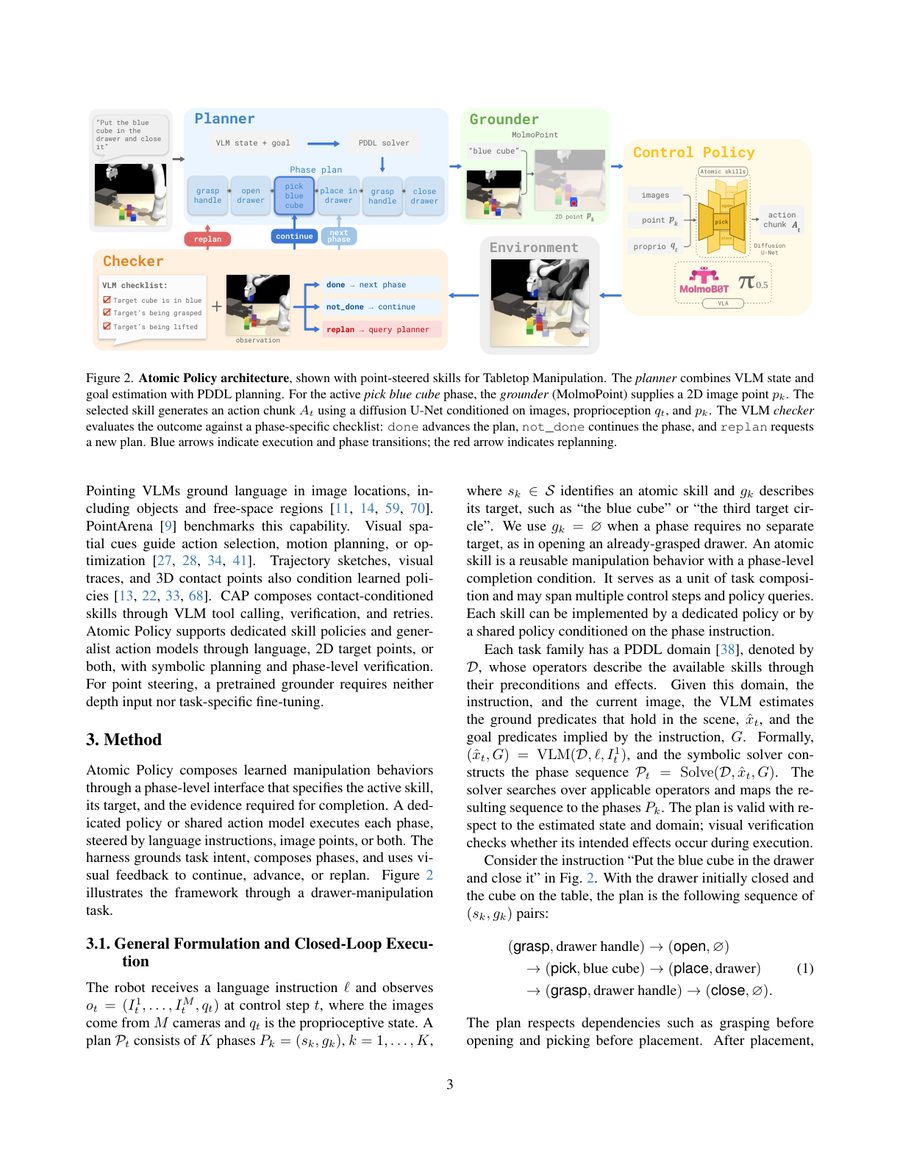 "Put the blue
cube in the
drawer and close
it"
Planner
VLM state + goal
PDDL solver
Phase plan
grasp
handle
open
drawer
pick
blue
cube
place in
drawer
grasp
handle
close
drawer
replan
continue
next
phase
Checker
VLM checklist:
Target cube is in blue
Target's being grasped
Target's being lifted
+
observation
done → next phase
not_done → continue
replan → query planner
Grounder
MolmoPoint
"blue cube"
2D point pₖ
Environment
Control Policy
Atomic skills
images
point pₖ
proprio qₜ
pick
action
chunk Aₜ
Diffusion
U-Net
MolmoB0T
π0.5
VLA
Figure 2. Atomic Policy architecture, shown with point-steered skills for Tabletop Manipulation. The planner combines VLM state and
goal estimation with PDDL planning. For the active pick blue cube phase, the grounder (MolmoPoint) supplies a 2D image point pₖ. The
selected skill generates an action chunk Aₜ using a diffusion U-Net conditioned on images, proprioception qₜ, and pₖ. The VLM checker
evaluates the outcome against a phase-specific checklist: done advances the plan, not_done continues the phase, and replan requests
a new plan. Blue arrows indicate execution and phase transitions; the red arrow indicates replanning.
Pointing VLMs ground language in image locations, in-
cluding objects and free-space regions [11, 14, 59, 70].
PointArena [9] benchmarks this capability. Visual spa-
tial cues guide action selection, motion planning, or op-
timization [27, 28, 34, 41]. Trajectory sketches, visual
traces, and 3D contact points also condition learned poli-
cies [13, 22, 33, 68]. CAP composes contact-conditioned
skills through VLM tool calling, verification, and retries.
Atomic Policy supports dedicated skill policies and gener-
alist action models through language, 2D target points, or
both, with symbolic planning and phase-level verification.
For point steering, a pretrained grounder requires neither
depth input nor task-specific fine-tuning.
3. Method
Atomic Policy composes learned manipulation behaviors
through a phase-level interface that specifies the active skill,
its target, and the evidence required for completion. A ded-
icated policy or shared action model executes each phase,
steered by language instructions, image points, or both. The
harness grounds task intent, composes phases, and uses vi-
sual feedback to continue, advance, or replan. Figure 2
illustrates the framework through a drawer-manipulation
task.
3.1. General Formulation and Closed-Loop Execu-
tion
The robot receives a language instruction ℓ and observes
oₜ = (Iₜ¹, . . . , Iₜᴹ, qₜ) at control step t, where the images
come from M cameras and qₜ is the proprioceptive state. A
plan 𝒫ₜ consists of K phases Pₖ = (sₖ, gₖ), k = 1, . . . , K,
where sₖ ∈ 𝒮 identifies an atomic skill and gₖ describes
its target, such as “the blue cube” or “the third target cir-
cle”. We use gₖ = ∅ when a phase requires no separate
target, as in opening an already-grasped drawer. An atomic
skill is a reusable manipulation behavior with a phase-level
completion condition. It serves as a unit of task composi-
tion and may span multiple control steps and policy queries.
Each skill can be implemented by a dedicated policy or by
a shared policy conditioned on the phase instruction.
Each task family has a PDDL domain [38], denoted by
𝒟, whose operators describe the available skills through
their preconditions and effects. Given this domain, the
instruction, and the current image, the VLM estimates
the ground predicates that hold in the scene, x̂ₜ, and the
goal predicates implied by the instruction, G. Formally,
(x̂ₜ, G) = VLM(𝒟, ℓ, Iₜ¹), and the symbolic solver con-
structs the phase sequence 𝒫ₜ = Solve(𝒟, x̂ₜ, G). The
solver searches over applicable operators and maps the re-
sulting sequence to the phases Pₖ. The plan is valid with re-
spect to the estimated state and domain; visual verification
checks whether its intended effects occur during execution.
Consider the instruction “Put the blue cube in the drawer
and close it” in Fig. 2. With the drawer initially closed and
the cube on the table, the plan is the following sequence of
(sₖ, gₖ) pairs:
(grasp, drawer handle) → (open, ∅)
→ (pick, blue cube) → (place, drawer) (1)
→ (grasp, drawer handle) → (close, ∅).
The plan respects dependencies such as grasping before
opening and picking before placement. After placement,
3